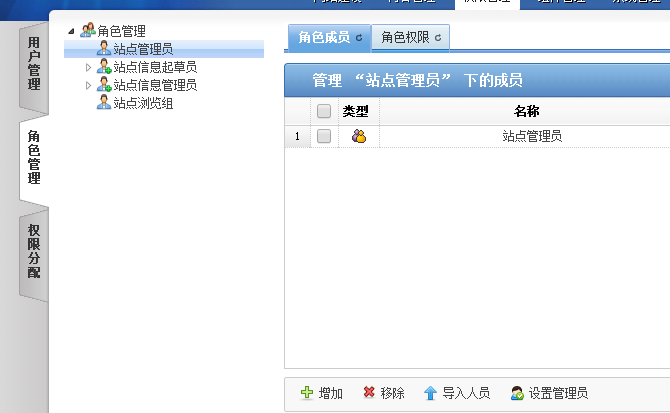 用户管理
角色管理
权限分配
角色管理
站点管理员
站点信息起草员
站点信息管理员
站点浏览组
角色成员 角色权限
管理 “站点管理员” 下的成员
类型 名称
1 站点管理员
增加 移除 导入人员 设置管理员